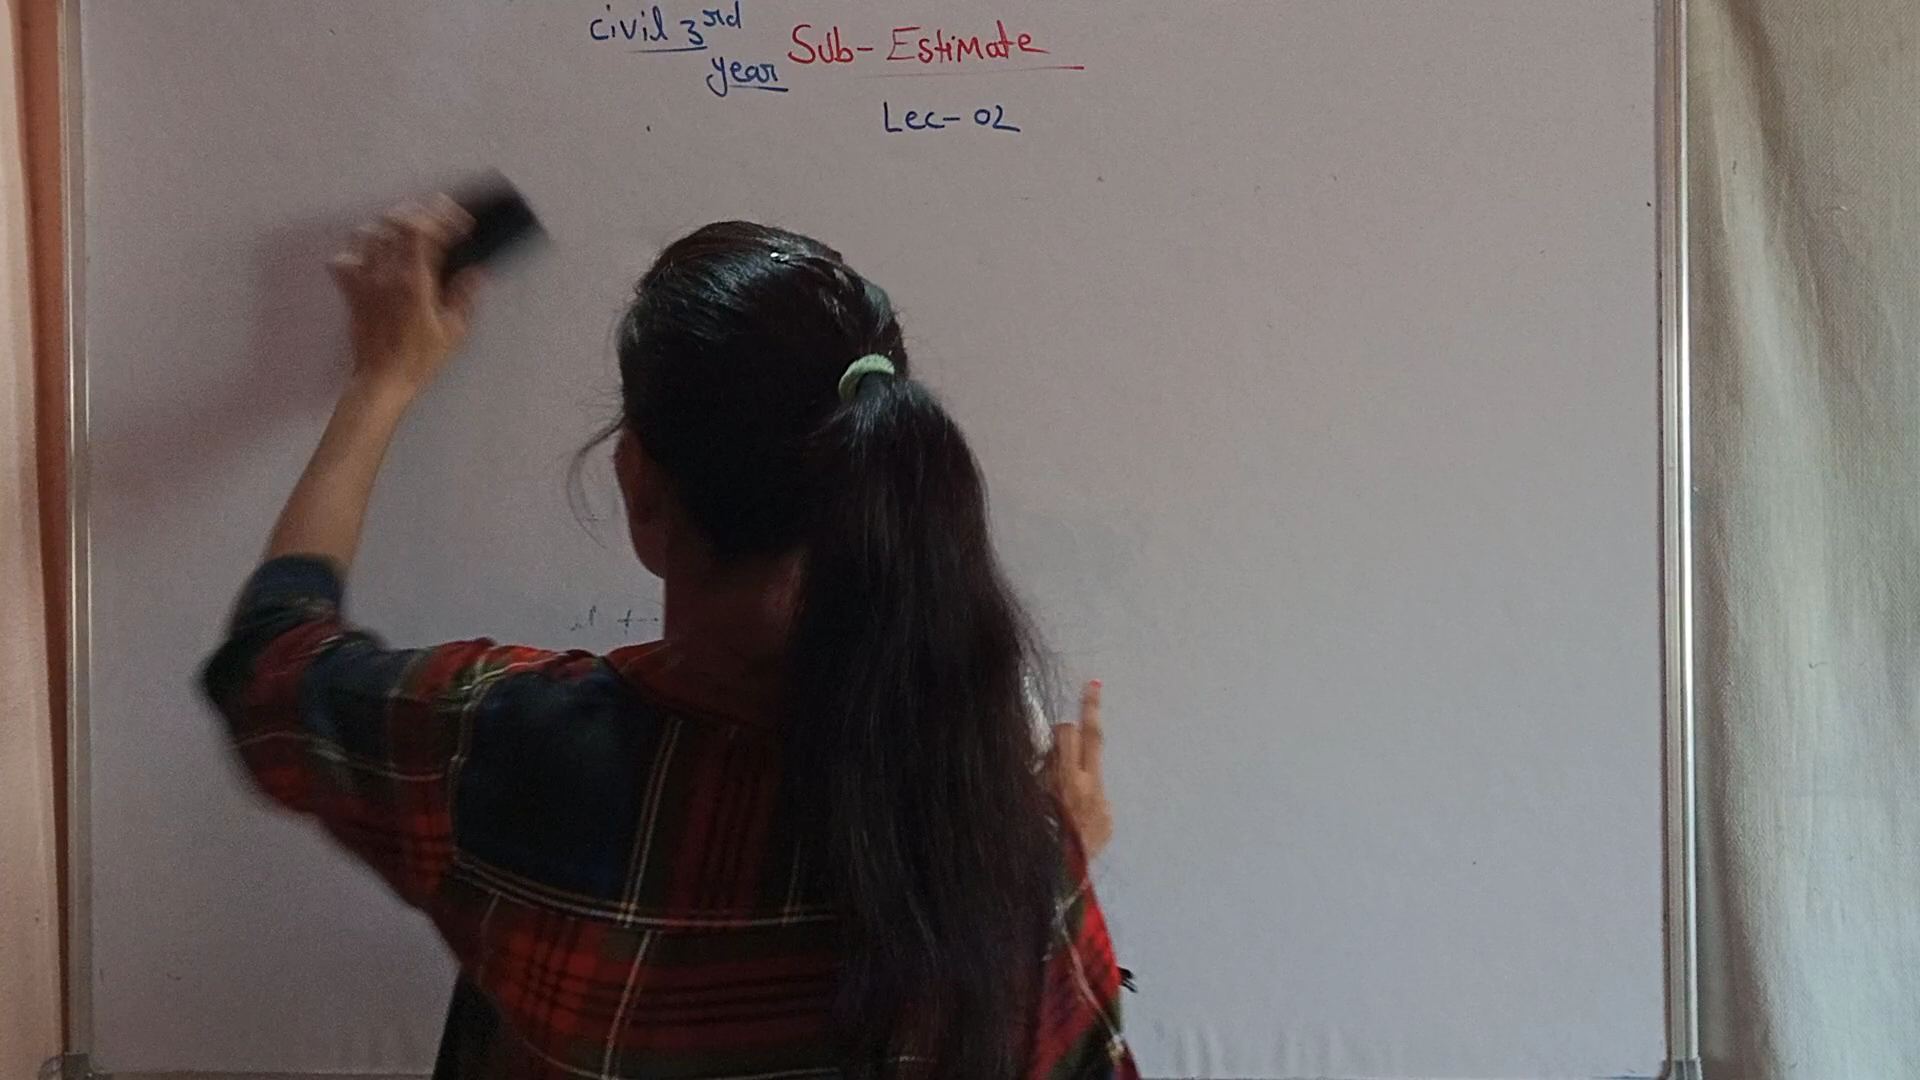 civil 3rd
year
Sub- Estimate
Lec- 02